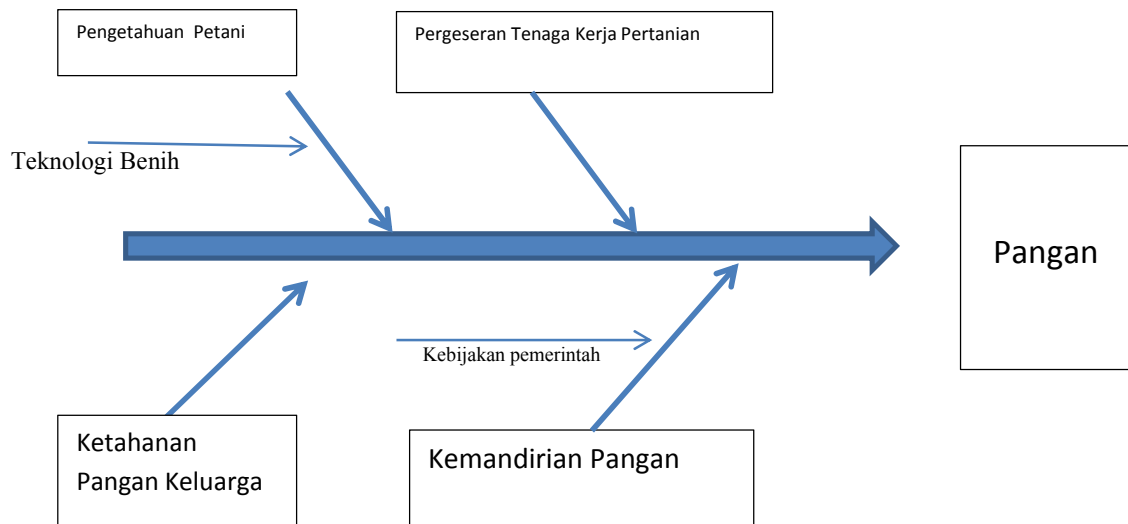 Pengetahuan Petani
Pergeseran Tenaga Kerja Pertanian
Teknologi Benih
Pangan
Kebijakan pemerintah
Ketahanan
Pangan Keluarga
Kemandirian Pangan